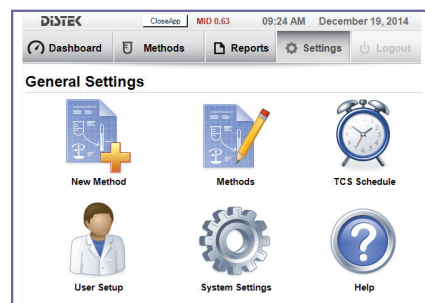 DISTEK CloseApp MID 0.63 09:24 AM December 19, 2014
Dashboard Methods Reports Settings Logout
General Settings
New Method Methods TCS Schedule
User Setup System Settings Help